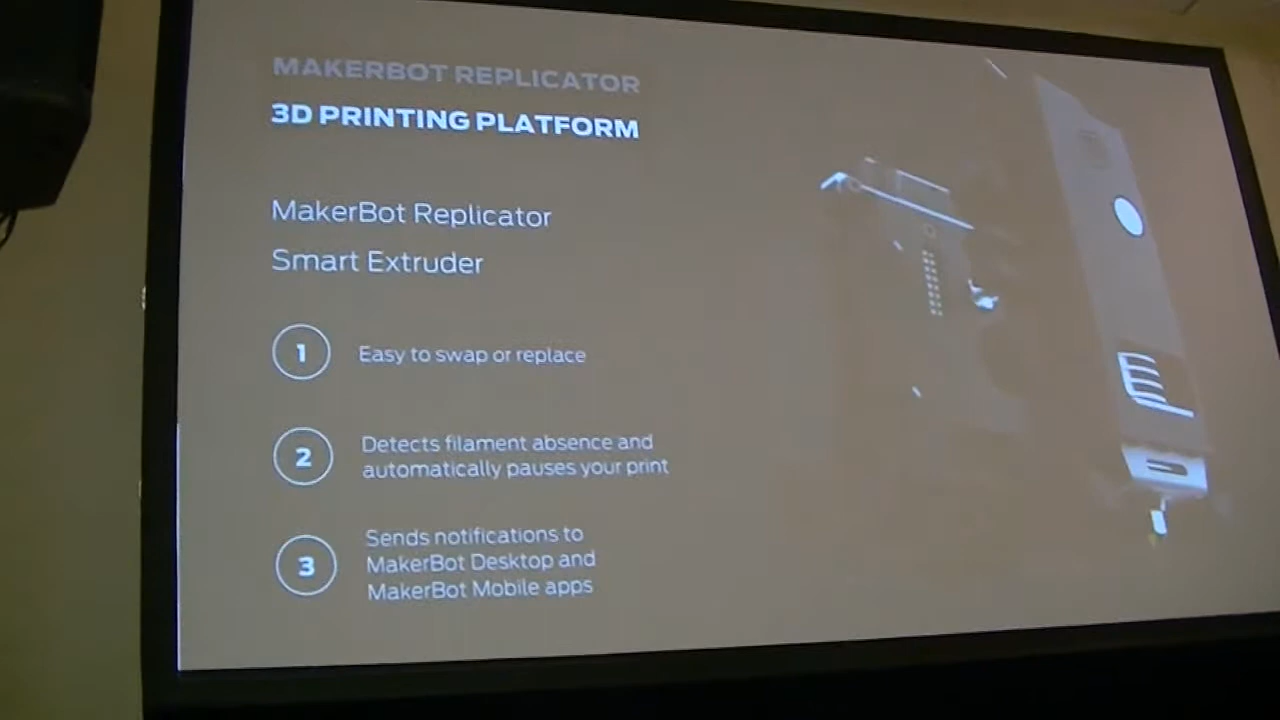 MAKERBOT REPLICATOR
3D PRINTING PLATFORM
MakerBot Replicator
Smart Extruder
1 Easy to swap or replace
2 Detects filament absence and
automatically pauses your print
3 Sends notifications to
MakerBot Desktop and
MakerBot Mobile apps